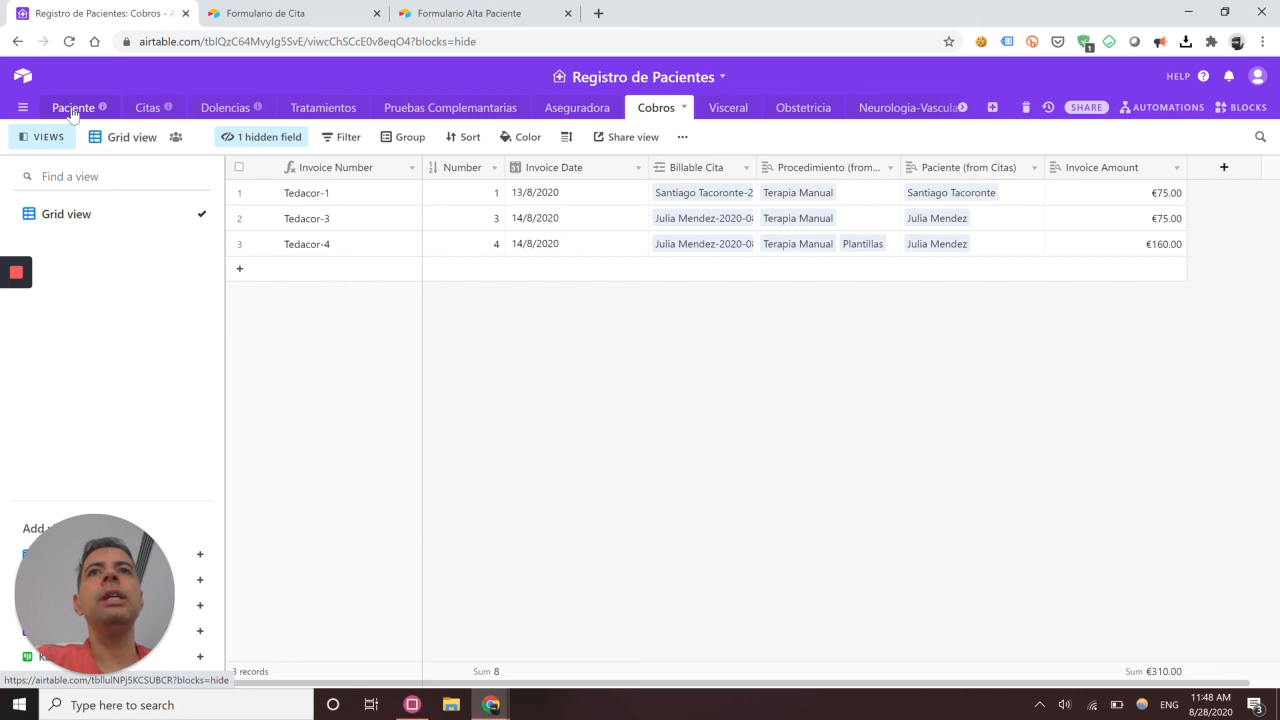 Registro de Pacientes: Cobros - A
Formulario de Cita
Formulario Alta Paciente
airtable.com/tblQzC64MvyIg5SvE/viwcChSCcE0v8eqO4?blocks=hide
1
Registro de Pacientes
HELP
Paciente
Citas
Dolencias
Tratamientos
Pruebas Complementarias
Aseguradora
Cobros
Visceral
Obstetricia
Neurologia-Vascula
SHARE
AUTOMATIONS
BLOCKS
VIEWS
Grid view
1 hidden field
Filter
Group
Sort
Color
Share view
Find a view
Grid view
Invoice Number
Number
Invoice Date
Billable Cita
Procedimiento (from...
Paciente (from Citas)
Invoice Amount
1 Tedacor-1 1 13/8/2020 Santiago Tacoronte-2 Terapia Manual Santiago Tacoronte €75.00
2 Tedacor-3 3 14/8/2020 Julia Mendez-2020-08 Terapia Manual Julia Mendez €75.00
3 Tedacor-4 4 14/8/2020 Julia Mendez-2020-08 Terapia Manual Plantillas Julia Mendez €160.00
Add
3 records
Sum 8
Sum €310.00
https://airtable.com/tblluINPj5KCSUBCR?blocks=hide
Type here to search
ENG
11:48 AM
8/28/2020
3